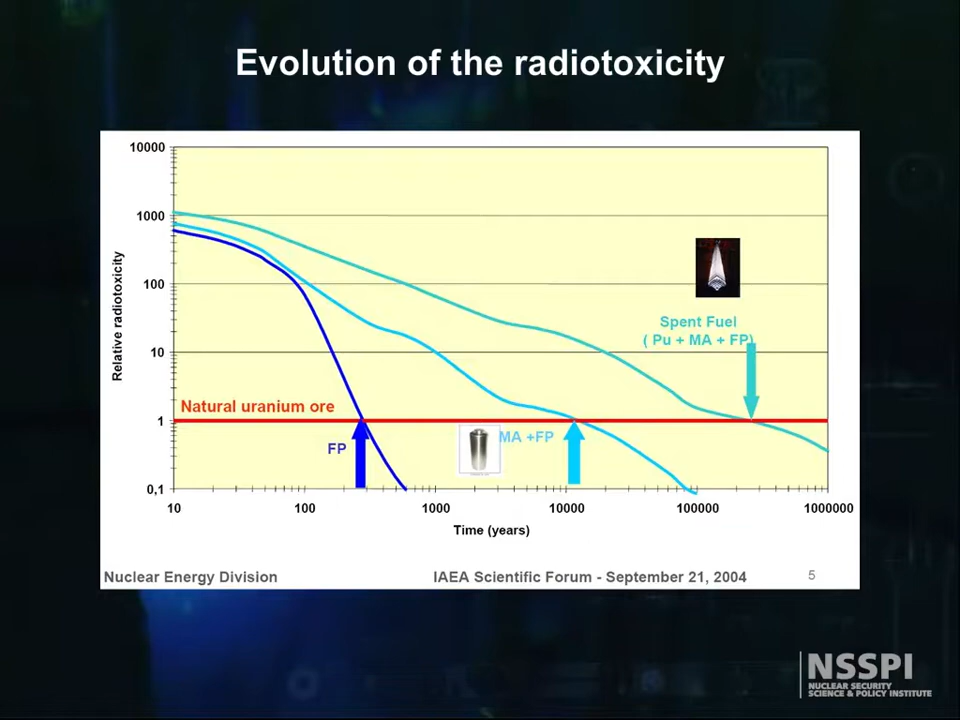 Evolution of the radiotoxicity
10000
1000
100
10
1
0,1
Relative radiotoxicity
Natural uranium ore
Spent Fuel
( Pu + MA + FP)
FP
MA +FP
10
100
1000
10000
100000
1000000
Time (years)
Nuclear Energy Division
IAEA Scientific Forum - September 21, 2004
5
NSSPI
NUCLEAR SECURITY
SCIENCE & POLICY INSTITUTE